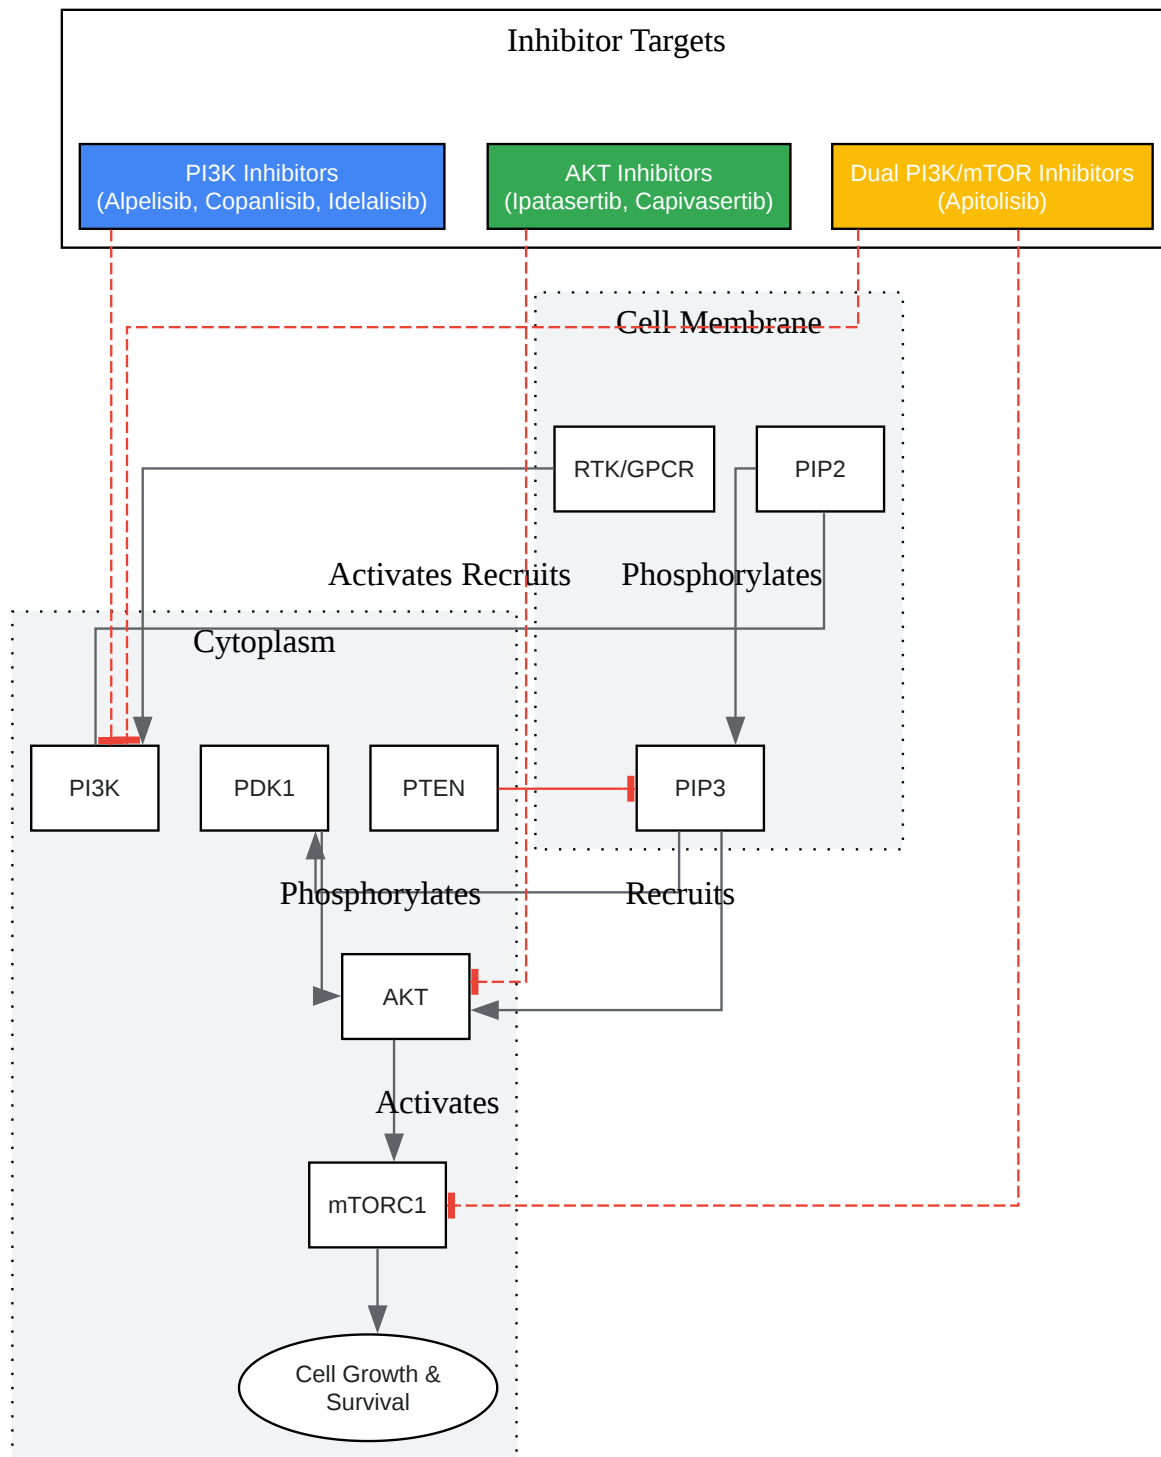 Inhibitor Targets
PI3K Inhibitors
(Alpelisib, Copanlisib, Idelalisib)
AKT Inhibitors
(Ipatasertib, Capivasertib)
Dual PI3K/mTOR Inhibitors
(Apitolisib)
Cell Membrane
RTK/GPCR
PIP2
Activates
Recruits
Phosphorylates
Cytoplasm
PI3K
PDK1
PTEN
PIP3
Phosphorylates
Recruits
AKT
Activates
mTORC1
Cell Growth &
Survival